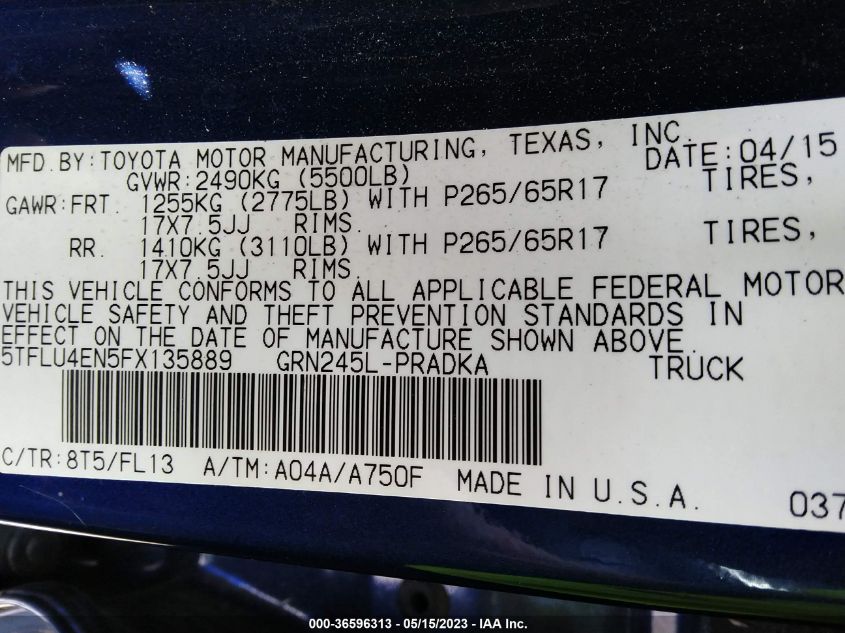 MFD.BY:TOYOTA MOTOR MANUFACTURING, TEXAS, INC. DATE:04/15
GVWR:2490KG (5500LB)
GAWR:FRT. 1255KG (2775LB) WITH P265/65R17 TIRES,
17X7.5JJ RIMS.
RR. 1410KG (3110LB) WITH P265/65R17 TIRES,
17X7.5JJ RIMS.
THIS VEHICLE CONFORMS TO ALL APPLICABLE FEDERAL MOTOR
VEHICLE SAFETY AND THEFT PREVENTION STANDARDS IN
EFFECT ON THE DATE OF MANUFACTURE SHOWN ABOVE.
5TFLU4EN5FX135889 GRN245L-PRADKA TRUCK
C/TR:8T5/FL13 A/TM:A04A/A750F MADE IN U.S.A. 037
000-36596313 - 05/15/2023 - IAA Inc.